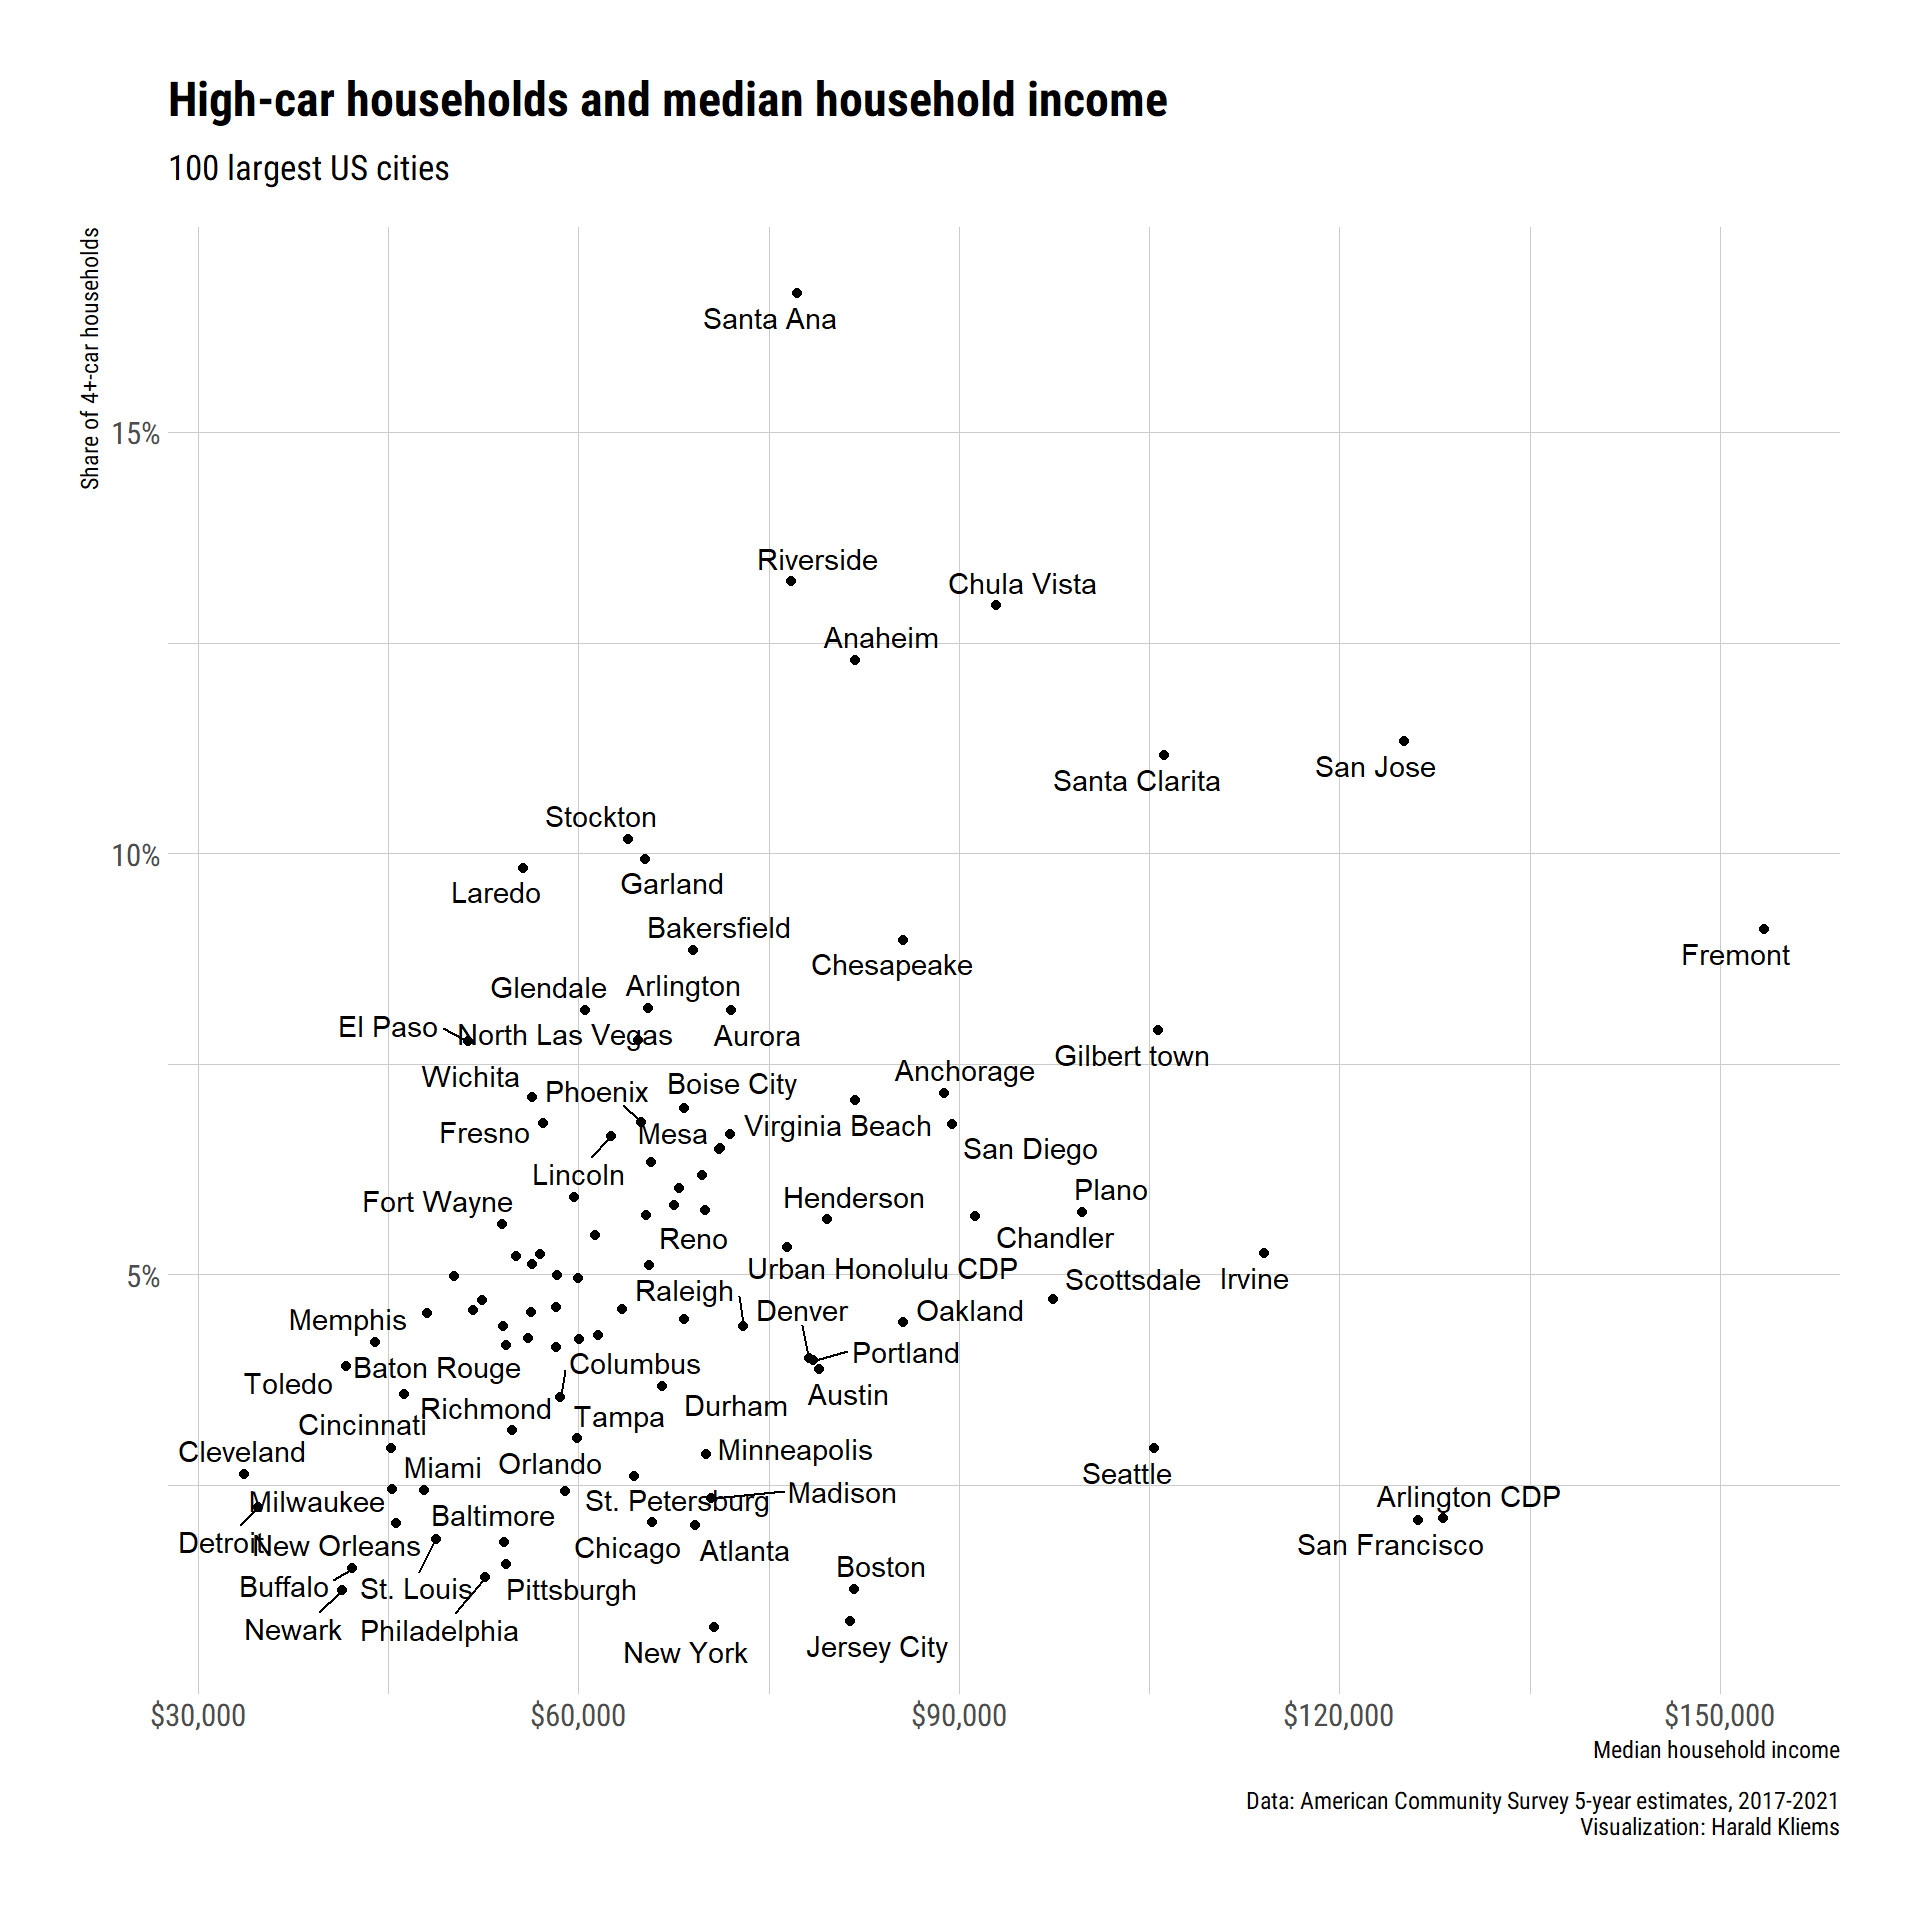 High-car households and median household income
100 largest US cities
Share of 4+-car households
Santa Ana
15%
Riverside
Chula Vista
Anaheim
San Jose
Santa Clarita
Stockton
10%
Garland
Laredo
Bakersfield
Fremont
Chesapeake
Glendale
Arlington
El Paso
North Las Vegas
Aurora
Gilbert town
Anchorage
Wichita
Boise City
Phoenix
Virginia Beach
Fresno
Mesa
San Diego
Lincoln
Plano
Henderson
Fort Wayne
Chandler
Reno
Urban Honolulu CDP
5%
Scottsdale
Irvine
Raleigh
Denver
Oakland
Memphis
Portland
Columbus
Baton Rouge
Toledo
Austin
Durham
Richmond
Tampa
Cincinnati
Cleveland
Minneapolis
Orlando
Miami
Seattle
Madison
Arlington CDP
Milwaukee
St. Petersburg
Baltimore
Detroit
New Orleans
San Francisco
Chicago
Atlanta
Boston
Buffalo
St. Louis
Pittsburgh
Newark
Philadelphia
Jersey City
New York
$30,000
$60,000
$90,000
$120,000
$150,000
Median household income
Data: American Community Survey 5-year estimates, 2017-2021
Visualization: Harald Kliems